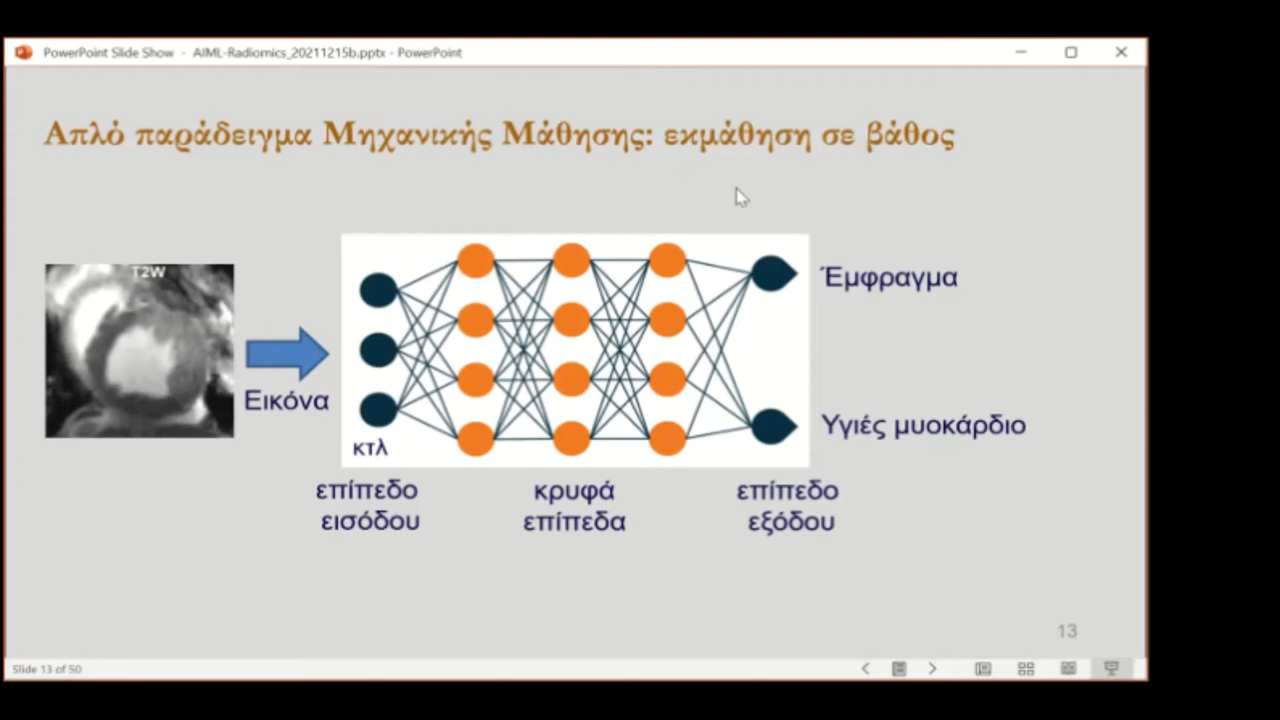 PowerPoint Slide Show - AIML-Radiomics_20211215b.pptx - PowerPoint
Απλό παράδειγμα Μηχανικής Μάθησης: εκμάθηση σε βάθος
T2W
Εικόνα
κτλ
Έμφραγμα
Υγιές μυοκάρδιο
επίπεδο
εισόδου
κρυφά
επίπεδα
επίπεδο
εξόδου
13
Slide 13 of 50